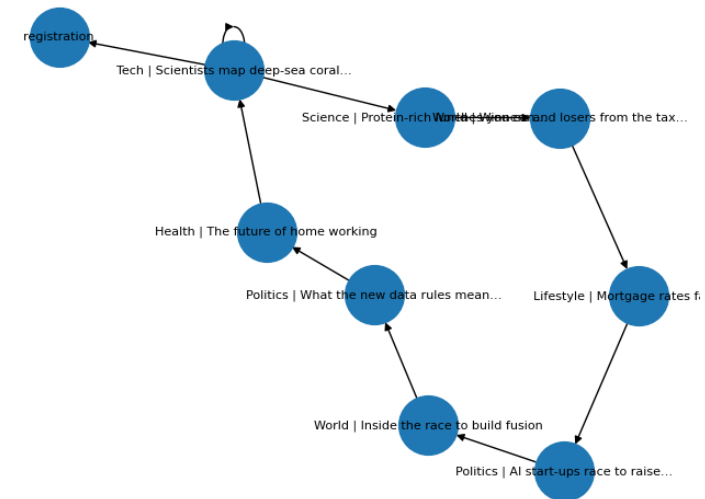 registration
Tech | Scientists map deep-sea coral…
Science | Protein-rich
and losers from the tax…
Health | The future of home working
Politics | What the new data rules mean…
Lifestyle | Mortgage rates
World | Inside the race to build fusion
Politics | AI start-ups race to raise…